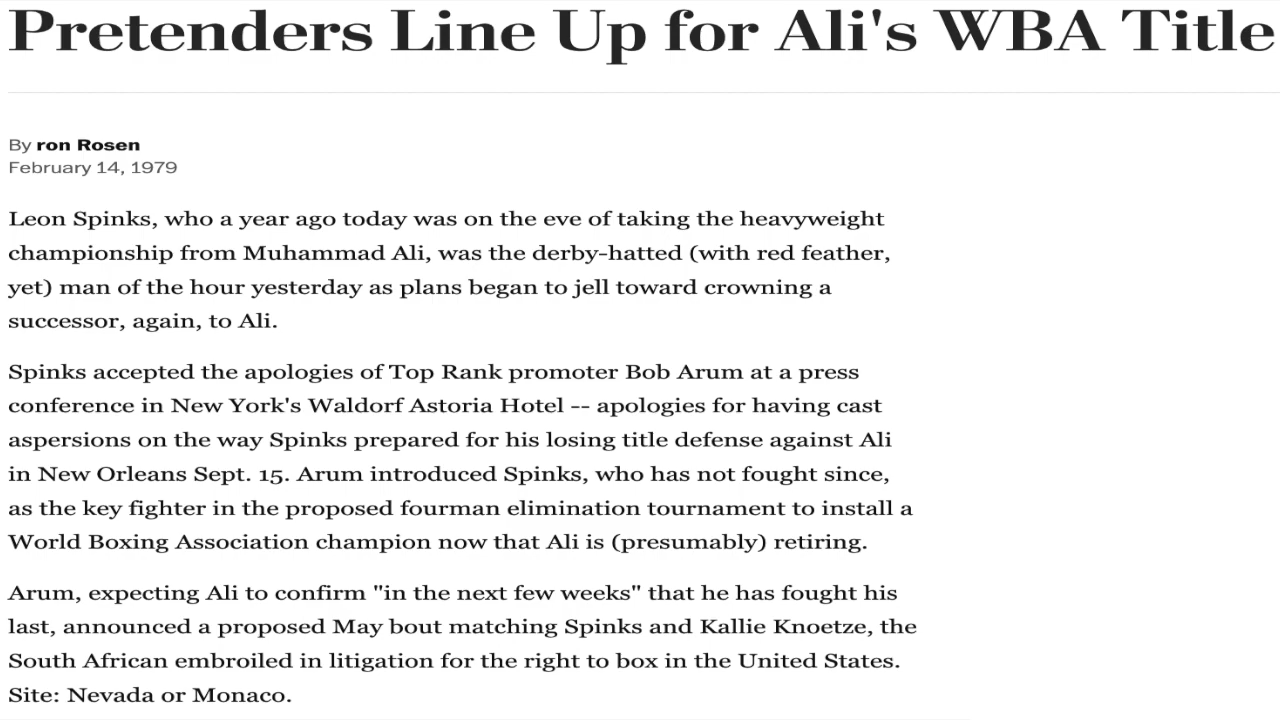 Pretenders Line Up for Ali's WBA Title
By ron Rosen
February 14, 1979
Leon Spinks, who a year ago today was on the eve of taking the heavyweight
championship from Muhammad Ali, was the derby-hatted (with red feather,
yet) man of the hour yesterday as plans began to jell toward crowning a
successor, again, to Ali.
Spinks accepted the apologies of Top Rank promoter Bob Arum at a press
conference in New York's Waldorf Astoria Hotel -- apologies for having cast
aspersions on the way Spinks prepared for his losing title defense against Ali
in New Orleans Sept. 15. Arum introduced Spinks, who has not fought since,
as the key fighter in the proposed fourman elimination tournament to install a
World Boxing Association champion now that Ali is (presumably) retiring.
Arum, expecting Ali to confirm "in the next few weeks" that he has fought his
last, announced a proposed May bout matching Spinks and Kallie Knoetze, the
South African embroiled in litigation for the right to box in the United States.
Site: Nevada or Monaco.